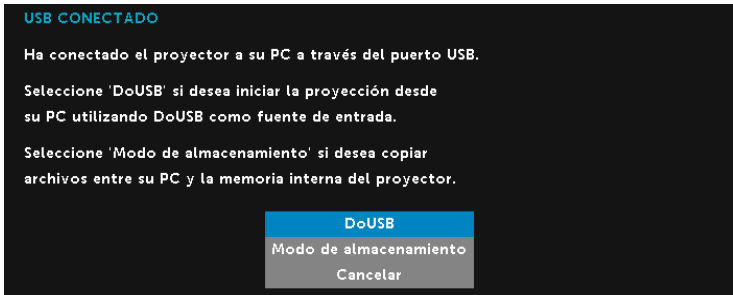 USB CONECTADO
Ha conectado el proyector a su PC a través del puerto USB.
Seleccione 'DoUSB' si desea iniciar la proyección desde
su PC utilizando DoUSB como fuente de entrada.
Seleccione 'Modo de almacenamiento' si desea copiar
archivos entre su PC y la memoria interna del proyector.
DoUSB
Modo de almacenamiento
Cancelar